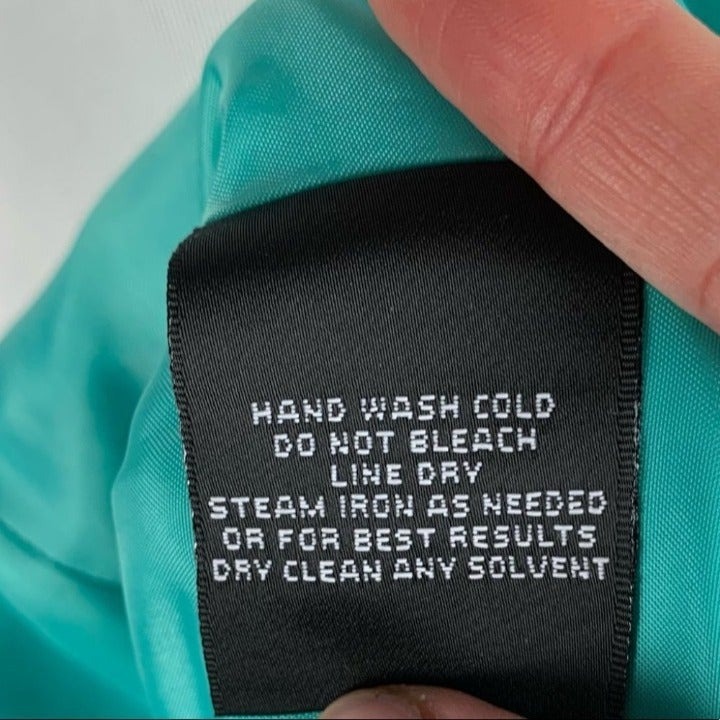 HAND WASH COLD
DO NOT BLEACH
LINE DRY
STEAM IRON AS NEEDED
OR FOR BEST RESULTS
DRY CLEAN ANY SOLVENT